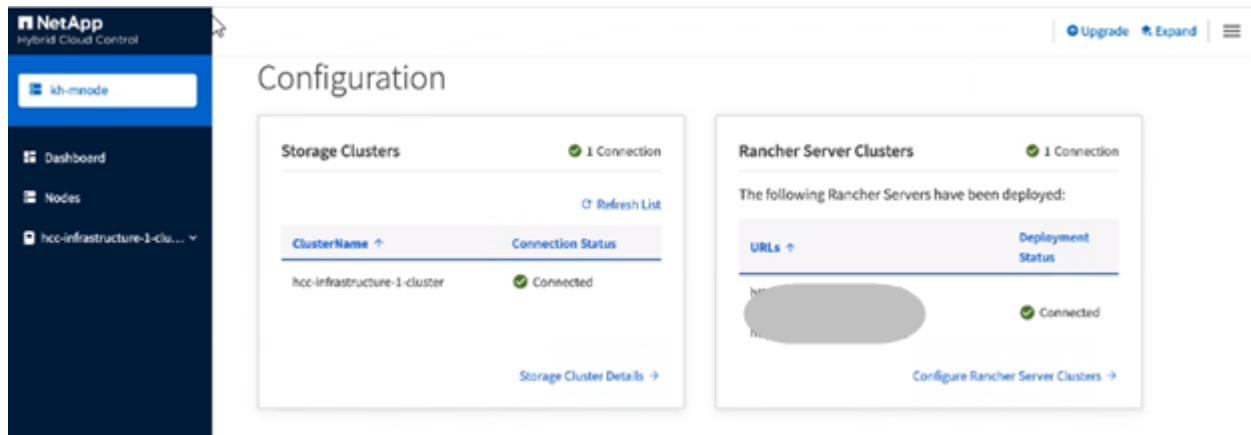 NetApp
Hybrid Cloud Control
Upgrade Expand
kh-mnode
Dashboard
Nodes
hcc-infrastructure-1-clu...
Configuration
Storage Clusters
1 Connection
Refresh List
ClusterName ↑ Connection Status
hcc-infrastructure-1-cluster Connected
Storage Cluster Details →
Rancher Server Clusters
1 Connection
The following Rancher Servers have been deployed:
URLs ↑ Deployment
Status
Connected
Configure Rancher Server Clusters →